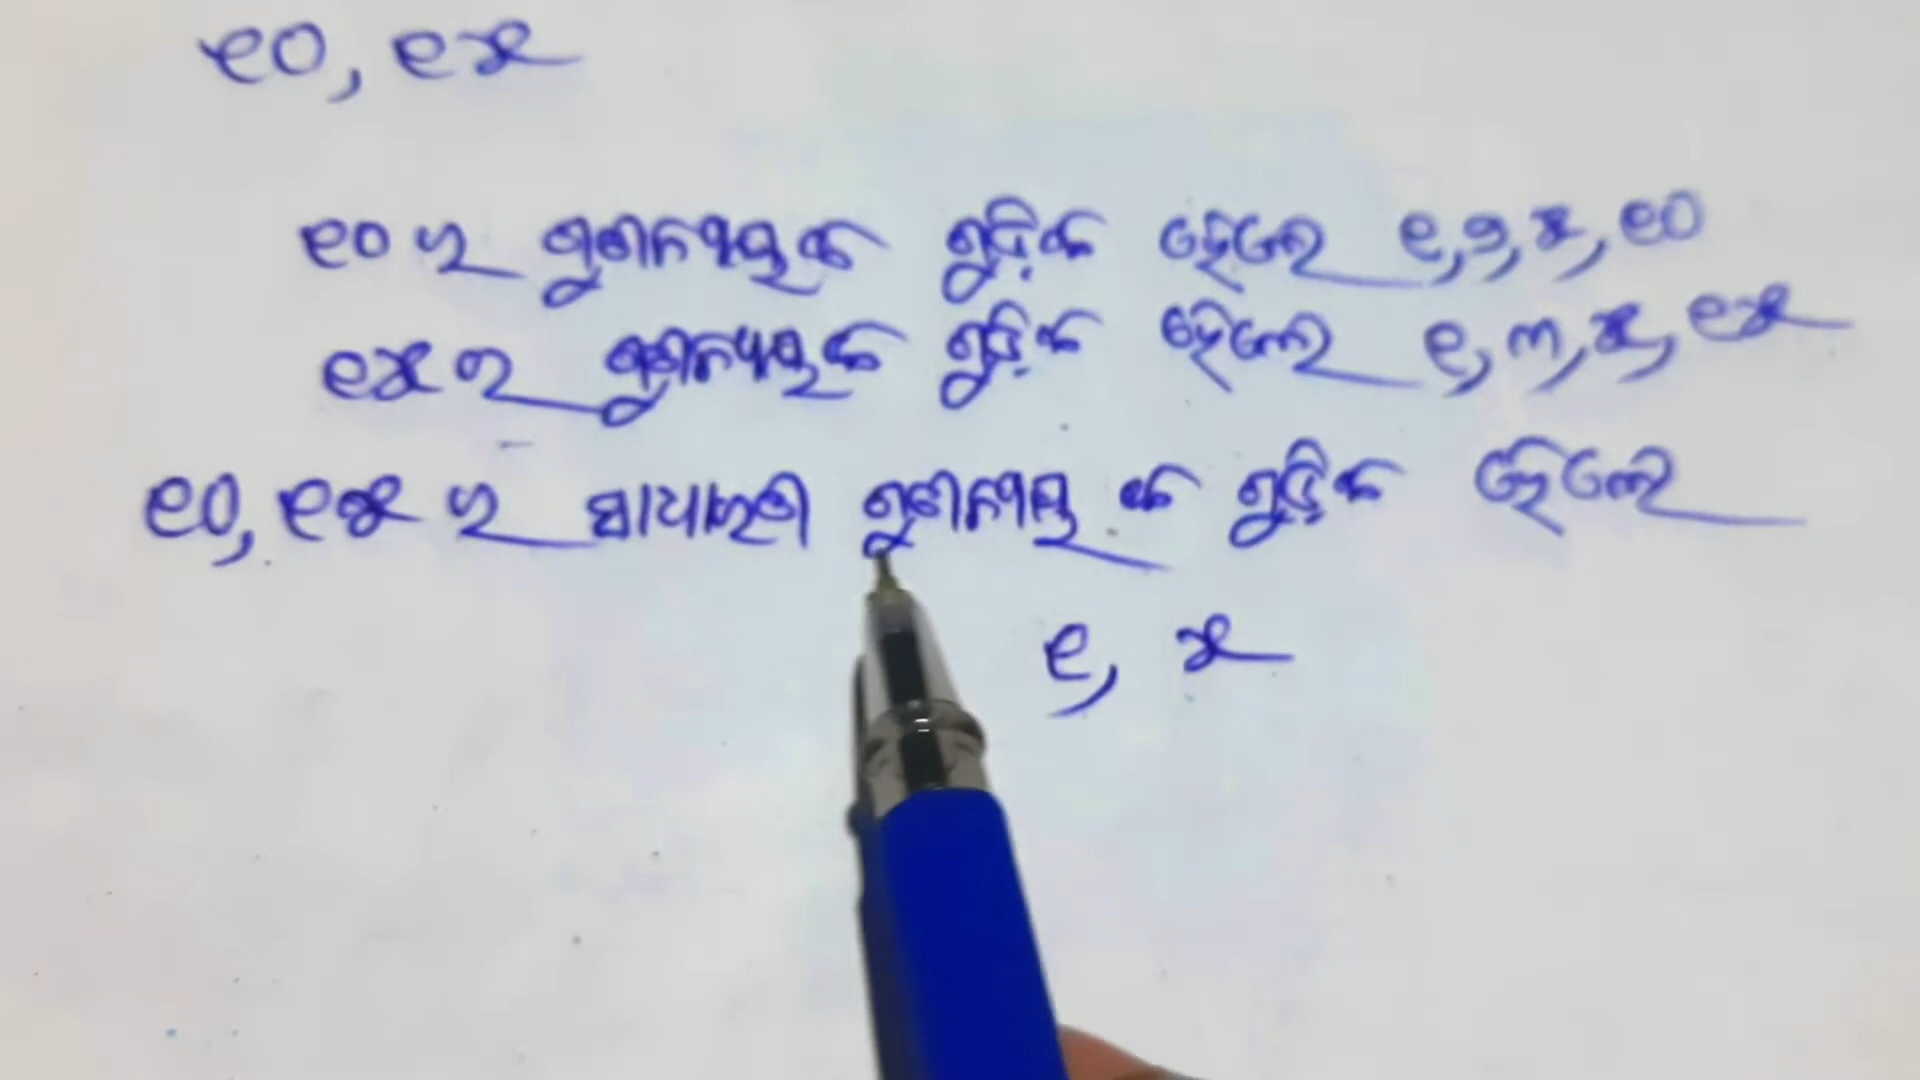 ୧୦, ୧୫
୧୦ ର ଗୁଣନୀୟକ ଗୁଡ଼ିକ ହେଲେ ୧,୨,୫,୧୦
୧୫ ର ଗୁଣନୀୟକ ଗୁଡ଼ିକ ହେଲେ ୧,୩,୫,୧୫
୧୦,୧୫ ର ସାଧାରଣ ଗୁଣନୀୟକ ଗୁଡ଼ିକ ହେଲେ
୧, ୫